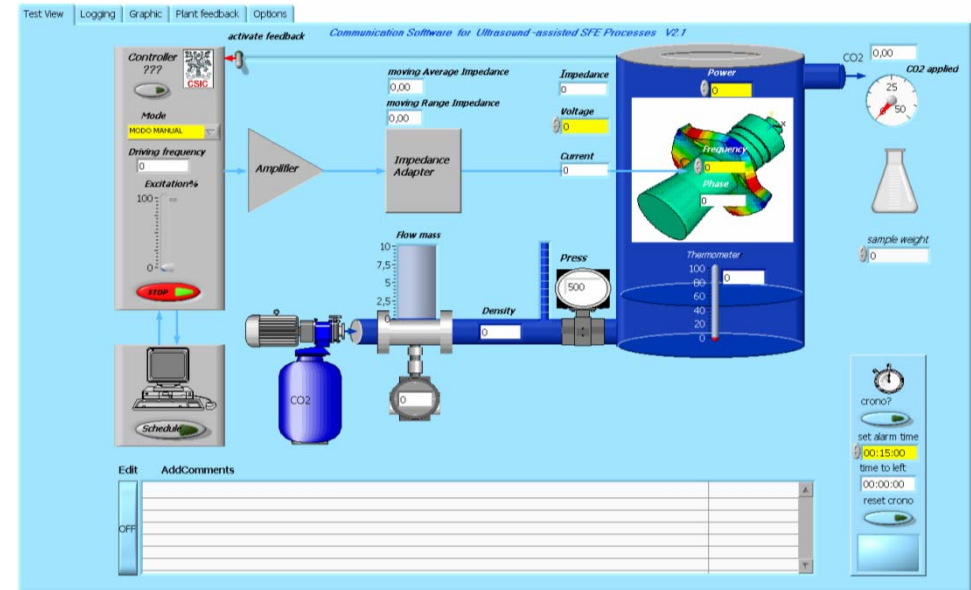 Test View Logging Graphic Plant feedback Options
Communication Software for Ultrasound-assisted SFE Processes V2.1
activate feedback
Controller
???
CSIC
Mode
MODO MANUAL
Driving frequency
0
Excitation%
100
0
STOP
Schedule
Amplifier
moving Average Impedance
0,00
moving Range Impedance
0,00
Impedance
Adapter
Impedance
0
Voltage
0
Current
0
Power
0
Frequency
0
Phase
0
Thermometer
100
80
60
40
20
0
0
CO2 0,00
CO2 applied
25
50
sample weight
0
Flow mass
10
7,5
5
2,5
0
0
Density
0
Press
500
CO2
crono?
set alarm time
00:15:00
time to left
00:00:00
reset crono
Edit AddComments
OFF